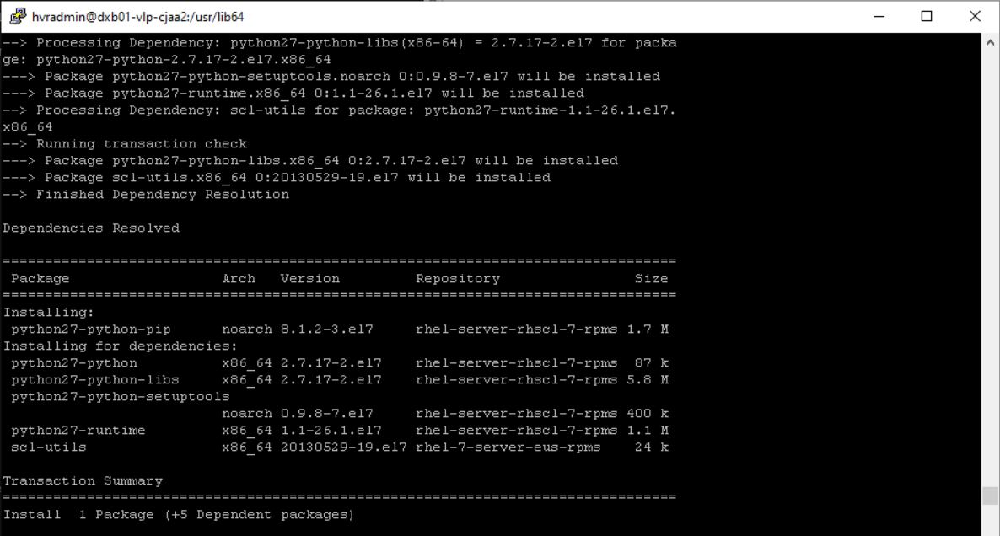 hvradmin@dxb01-vlp-cjaa2:/usr/lib64
--> Processing Dependency: python27-python-libs(x86-64) = 2.7.17-2.el7 for packa
ge: python27-python-2.7.17-2.el7.x86_64
---> Package python27-python-setuptools.noarch 0:0.9.8-7.el7 will be installed
---> Package python27-runtime.x86_64 0:1.1-26.1.el7 will be installed
--> Processing Dependency: scl-utils for package: python27-runtime-1.1-26.1.el7.
x86_64
--> Running transaction check
---> Package python27-python-libs.x86_64 0:2.7.17-2.el7 will be installed
---> Package scl-utils.x86_64 0:20130529-19.el7 will be installed
--> Finished Dependency Resolution
Dependencies Resolved
================================================================================
Package Arch Version Repository Size
================================================================================
Installing:
python27-python-pip noarch 8.1.2-3.el7 rhel-server-rhscl-7-rpms 1.7 M
Installing for dependencies:
python27-python x86_64 2.7.17-2.el7 rhel-server-rhscl-7-rpms 87 k
python27-python-libs x86_64 2.7.17-2.el7 rhel-server-rhscl-7-rpms 5.8 M
python27-python-setuptools
noarch 0.9.8-7.el7 rhel-server-rhscl-7-rpms 400 k
python27-runtime x86_64 1.1-26.1.el7 rhel-server-rhscl-7-rpms 1.1 M
scl-utils x86_64 20130529-19.el7 rhel-7-server-eus-rpms 24 k
Transaction Summary
================================================================================
Install 1 Package (+5 Dependent packages)